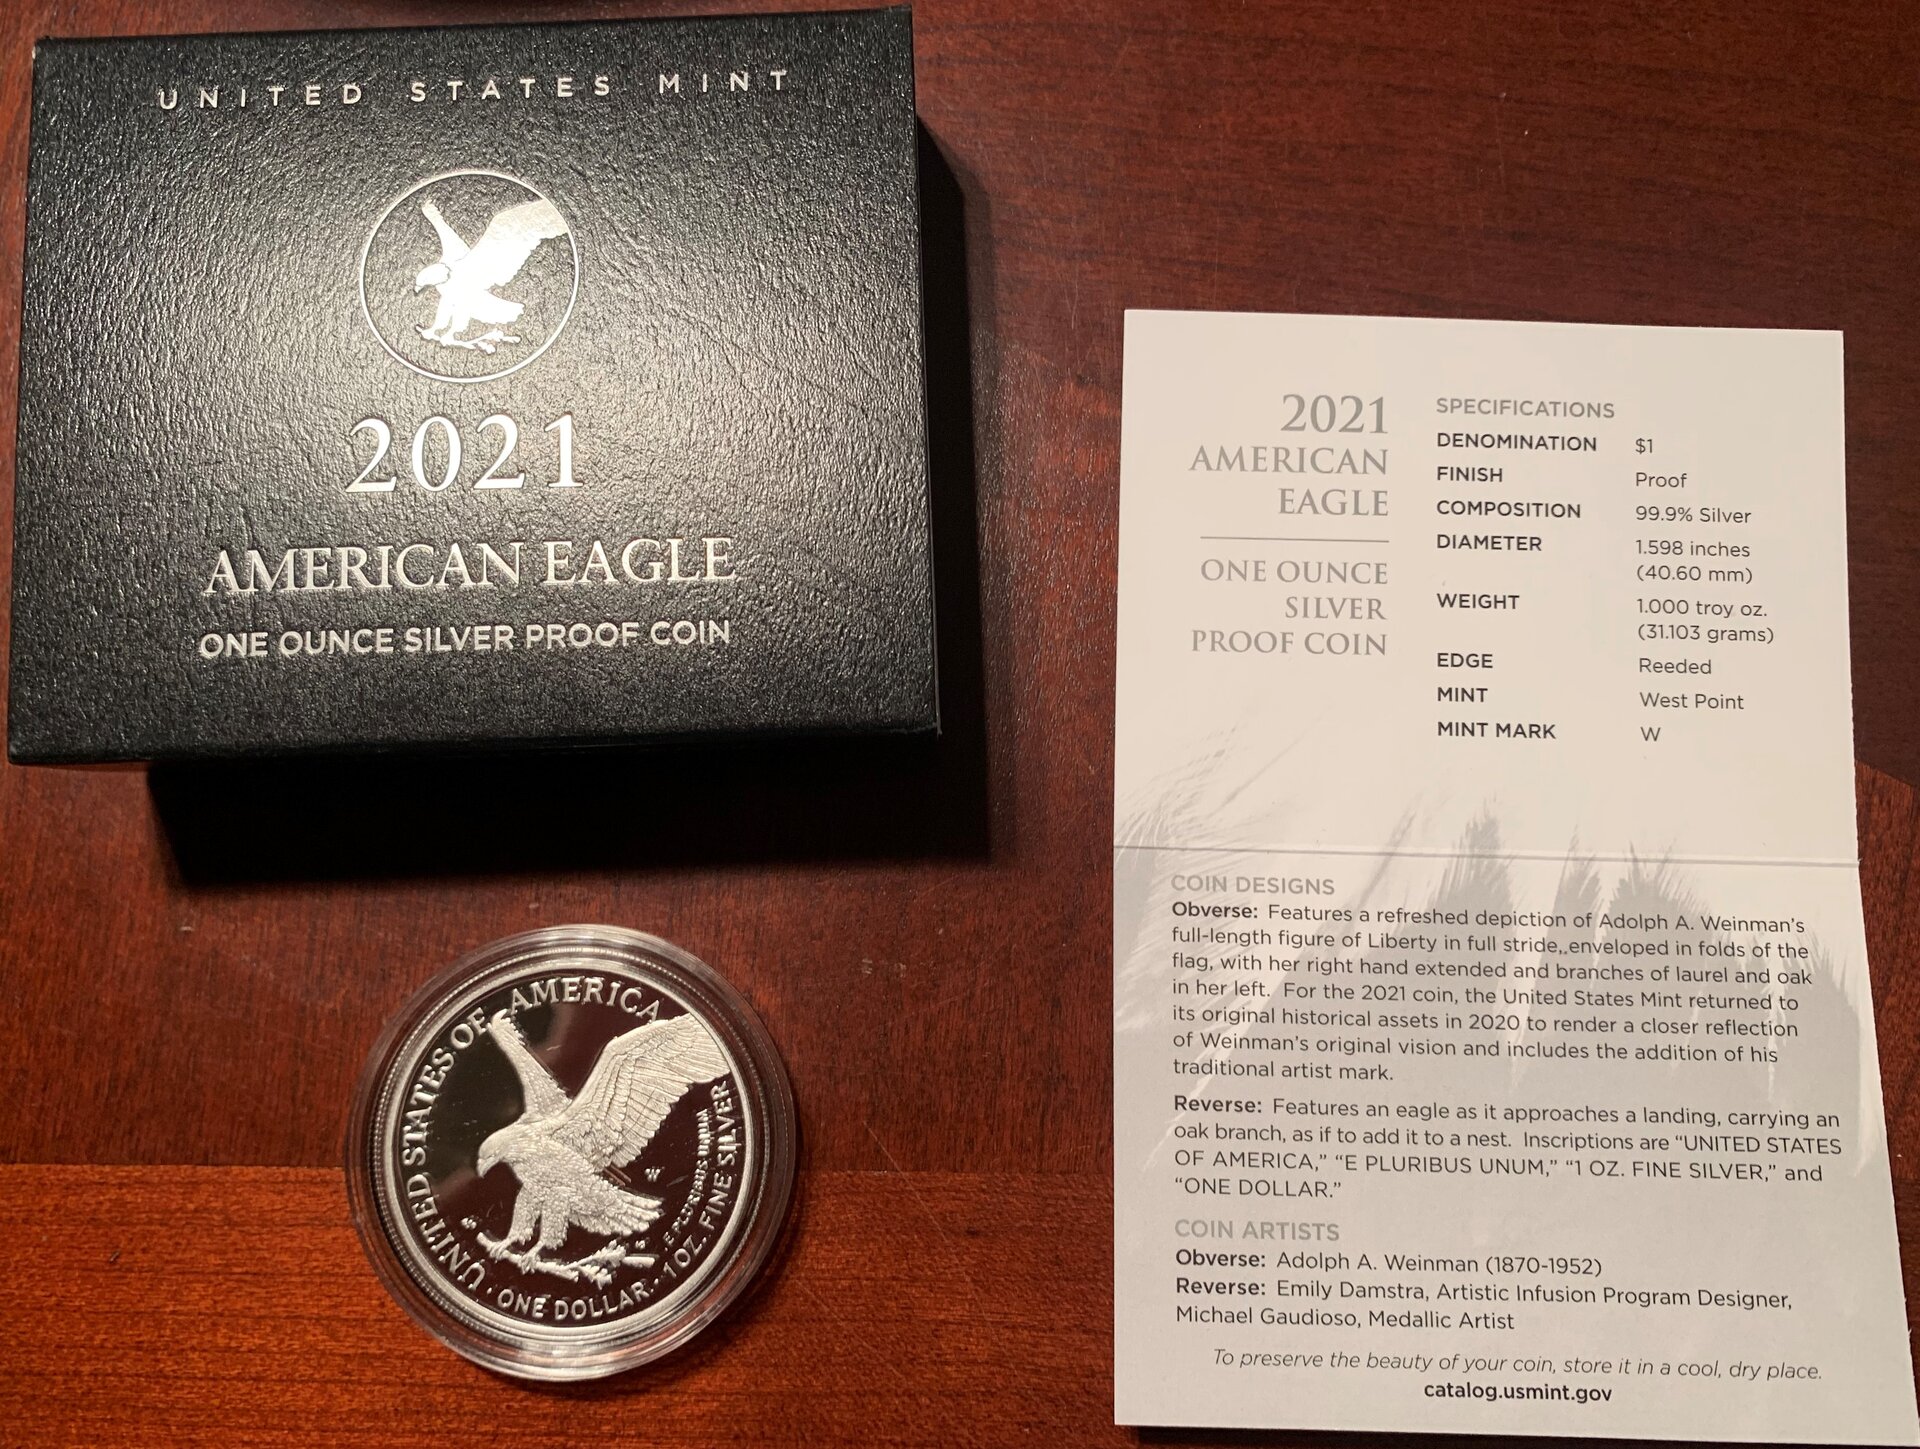 UNITED STATES MINT
2021
AMERICAN EAGLE
ONE OUNCE SILVER PROOF COIN
UNITED STATES OF AMERICA
E PLURIBUS UNUM
1 OZ. FINE SILVER
· ONE DOLLAR ·
2021
AMERICAN
EAGLE
ONE OUNCE
SILVER
PROOF COIN
SPECIFICATIONS
DENOMINATION $1
FINISH Proof
COMPOSITION 99.9% Silver
DIAMETER 1.598 inches
(40.60 mm)
WEIGHT 1.000 troy oz.
(31.103 grams)
EDGE Reeded
MINT West Point
MINT MARK W
COIN DESIGNS
Obverse: Features a refreshed depiction of Adolph A. Weinman's
full-length figure of Liberty in full stride, enveloped in folds of the
flag, with her right hand extended and branches of laurel and oak
in her left. For the 2021 coin, the United States Mint returned to
its original historical assets in 2020 to render a closer reflection
of Weinman's original vision and includes the addition of his
traditional artist mark.
Reverse: Features an eagle as it approaches a landing, carrying an
oak branch, as if to add it to a nest. Inscriptions are "UNITED STATES
OF AMERICA," "E PLURIBUS UNUM," "1 OZ. FINE SILVER," and
"ONE DOLLAR."
COIN ARTISTS
Obverse: Adolph A. Weinman (1870-1952)
Reverse: Emily Damstra, Artistic Infusion Program Designer,
Michael Gaudioso, Medallic Artist
To preserve the beauty of your coin, store it in a cool, dry place.
catalog.usmint.gov